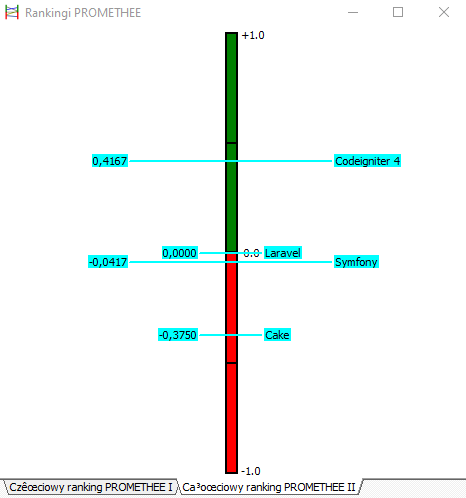 Rankingi PROMETHEE
+1.0
0,4167 Codeigniter 4
0,0000 0.0 Laravel
-0,0417 Symfony
-0,3750 Cake
-1.0
Czêœciowy ranking PROMETHEE I Ca³oœciowy ranking PROMETHEE II